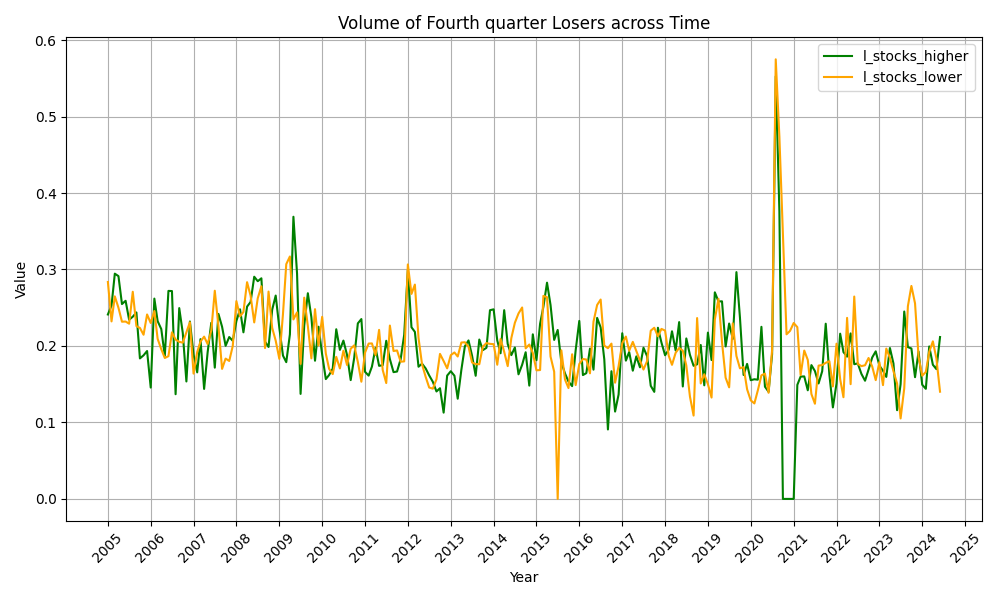 Volume of Fourth quarter Losers across Time
l_stocks_higher
l_stocks_lower
0.6
0.5
0.4
0.3
0.2
0.1
0.0
Value
2005 2006 2007 2008 2009 2010 2011 2012 2013 2014 2015 2016 2017 2018 2019 2020 2021 2022 2023 2024 2025
Year